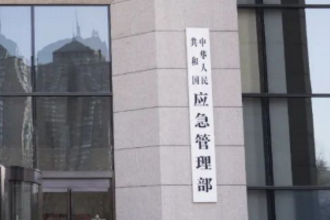 中华人民
共和国
应急管理部